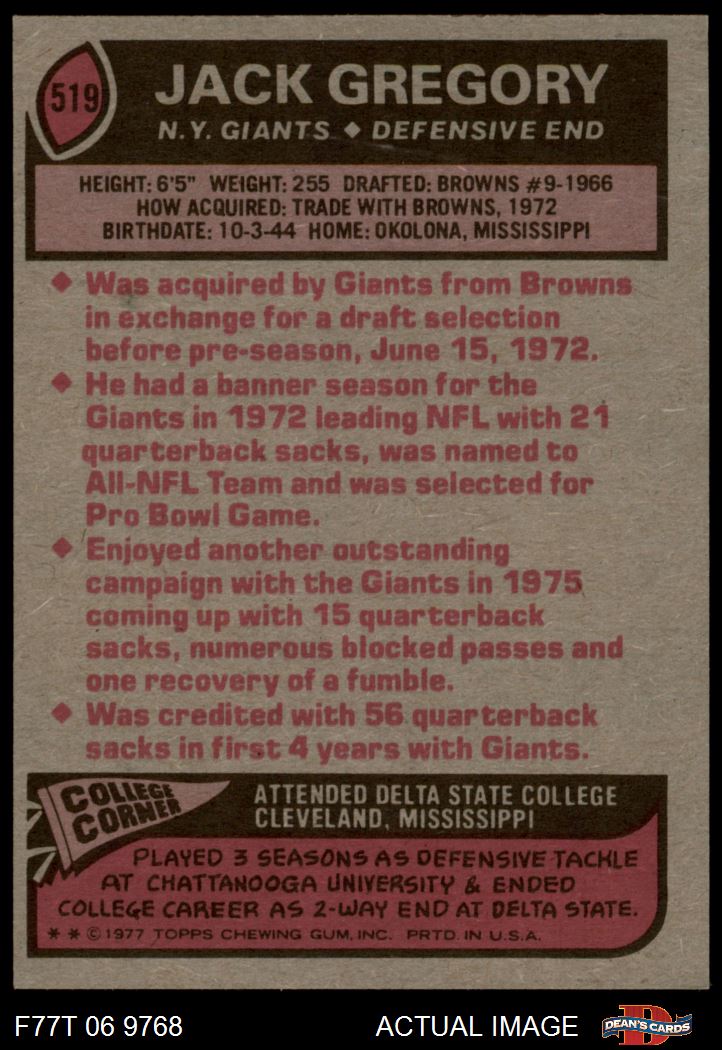 519
JACK GREGORY
N.Y. GIANTS ◆ DEFENSIVE END
HEIGHT: 6'5" WEIGHT: 255 DRAFTED: BROWNS #9-1966
HOW ACQUIRED: TRADE WITH BROWNS, 1972
BIRTHDATE: 10-3-44 HOME: OKOLONA, MISSISSIPPI
◆ Was acquired by Giants from Browns
in exchange for a draft selection
before pre-season, June 15, 1972.
◆ He had a banner season for the
Giants in 1972 leading NFL with 21
quarterback sacks, was named to
All-NFL Team and was selected for
Pro Bowl Game.
◆ Enjoyed another outstanding
campaign with the Giants in 1975
coming up with 15 quarterback
sacks, numerous blocked passes and
one recovery of a fumble.
◆ Was credited with 56 quarterback
sacks in first 4 years with Giants.
COLLEGE
CORNER
ATTENDED DELTA STATE COLLEGE
CLEVELAND, MISSISSIPPI
PLAYED 3 SEASONS AS DEFENSIVE TACKLE
AT CHATTANOOGA UNIVERSITY & ENDED
COLLEGE CAREER AS 2-WAY END AT DELTA STATE.
* * © 1977 TOPPS CHEWING GUM, INC. PRTD. IN U.S.A.
F77T 06 9768
ACTUAL IMAGE
D
DEAN'S CARDS